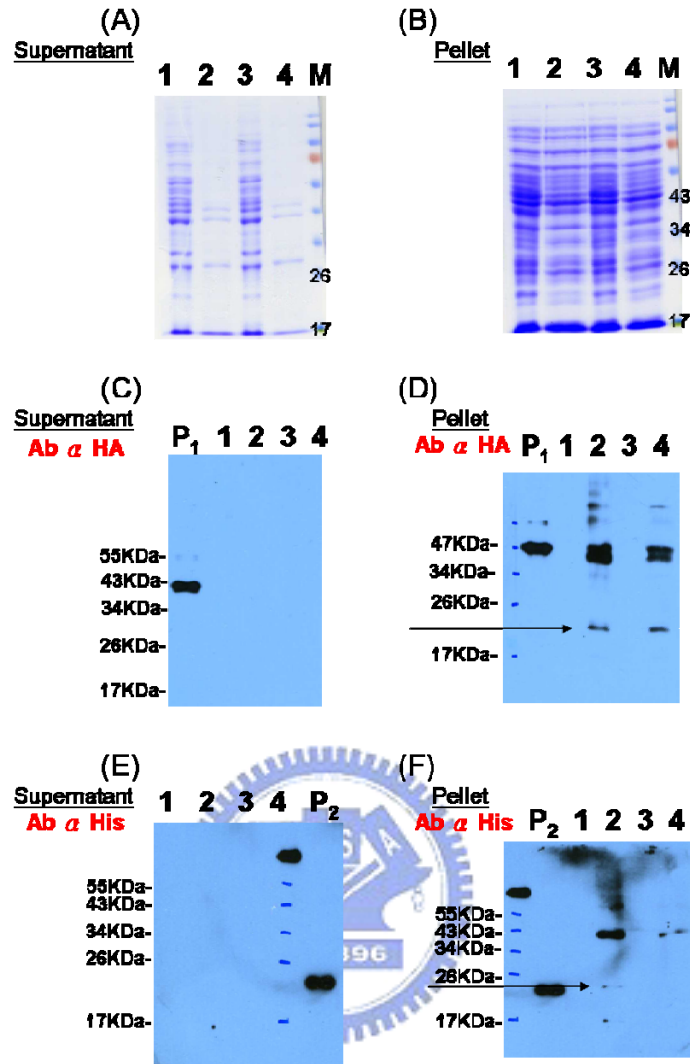 (A)
Supernatant
1 2 3 4 M
26
17
(B)
Pellet
1 2 3 4 M
43
34
26
17
(C)
Supernatant
Ab α HA
P1 1 2 3 4
55KDa-
43KDa-
34KDa-
26KDa-
17KDa-
(D)
Pellet
Ab α HA
P1 1 2 3 4
47KDa-
34KDa-
26KDa-
17KDa-
(E)
Supernatant
Ab α His
1 2 3 4 P2
55KDa-
43KDa-
34KDa-
26KDa-
17KDa-
(F)
Pellet
Ab α His
P2 1 2 3 4
55KDa-
43KDa-
34KDa-
26KDa-
17KDa-